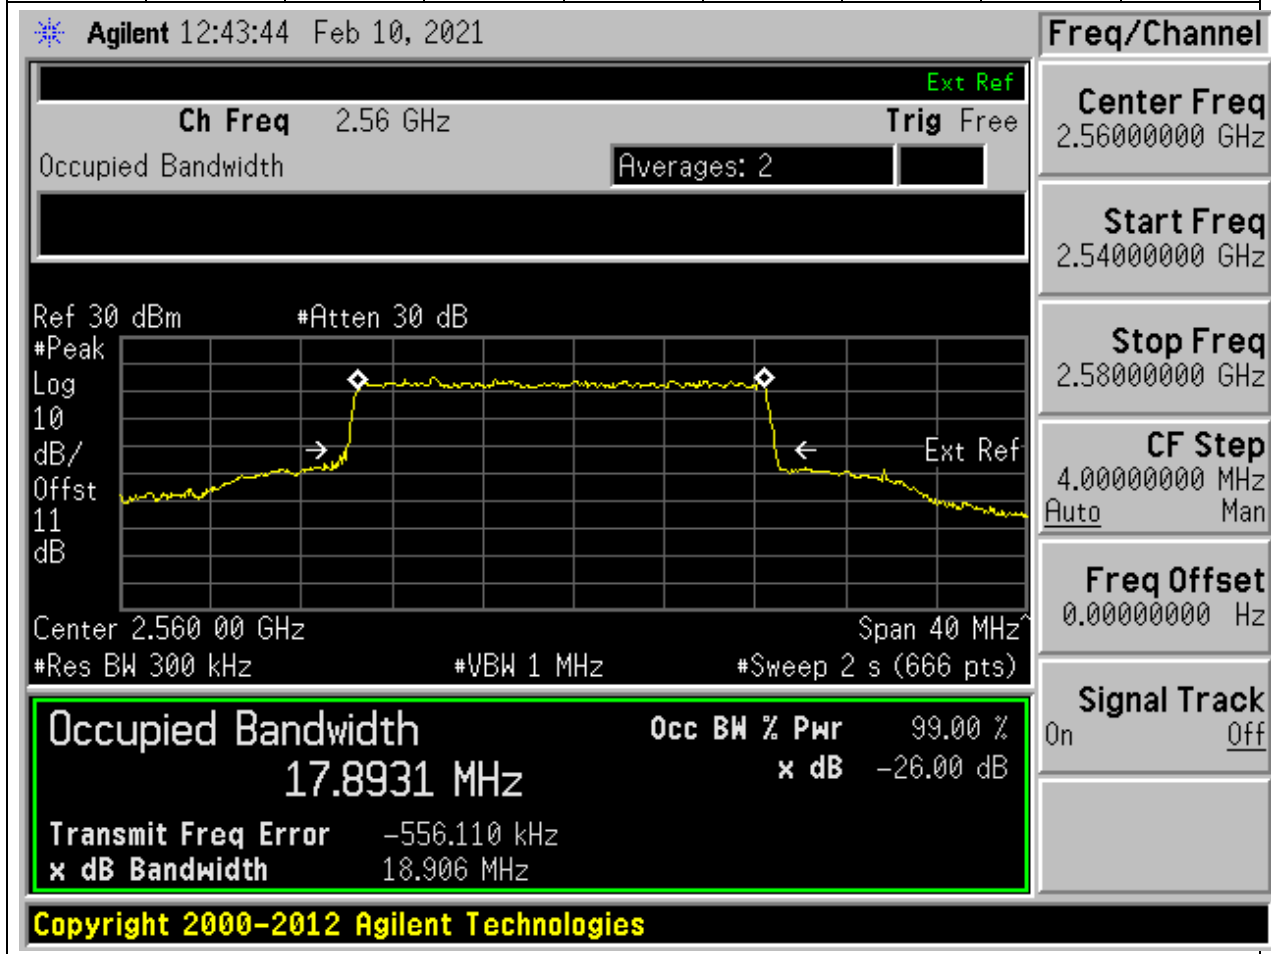 Agilent 12:43:44 Feb 10, 2021
Freq/Channel
Ext Ref
Ch Freq 2.56 GHz Trig Free
Occupied Bandwidth Averages: 2
Center Freq
2.56000000 GHz
Start Freq
2.54000000 GHz
Stop Freq
2.58000000 GHz
CF Step
4.00000000 MHz
Auto Man
Freq Offset
0.00000000 Hz
Signal Track
On Off
Ref 30 dBm #Atten 30 dB
#Peak
Log
10
dB/
Offst
11
dB
Ext Ref
Center 2.560 00 GHz Span 40 MHz^
#Res BW 300 kHz #VBW 1 MHz #Sweep 2 s (666 pts)
Occupied Bandwidth Occ BW % Pwr 99.00 %
17.8931 MHz x dB -26.00 dB
Transmit Freq Error -556.110 kHz
x dB Bandwidth 18.906 MHz
Copyright 2000-2012 Agilent Technologies